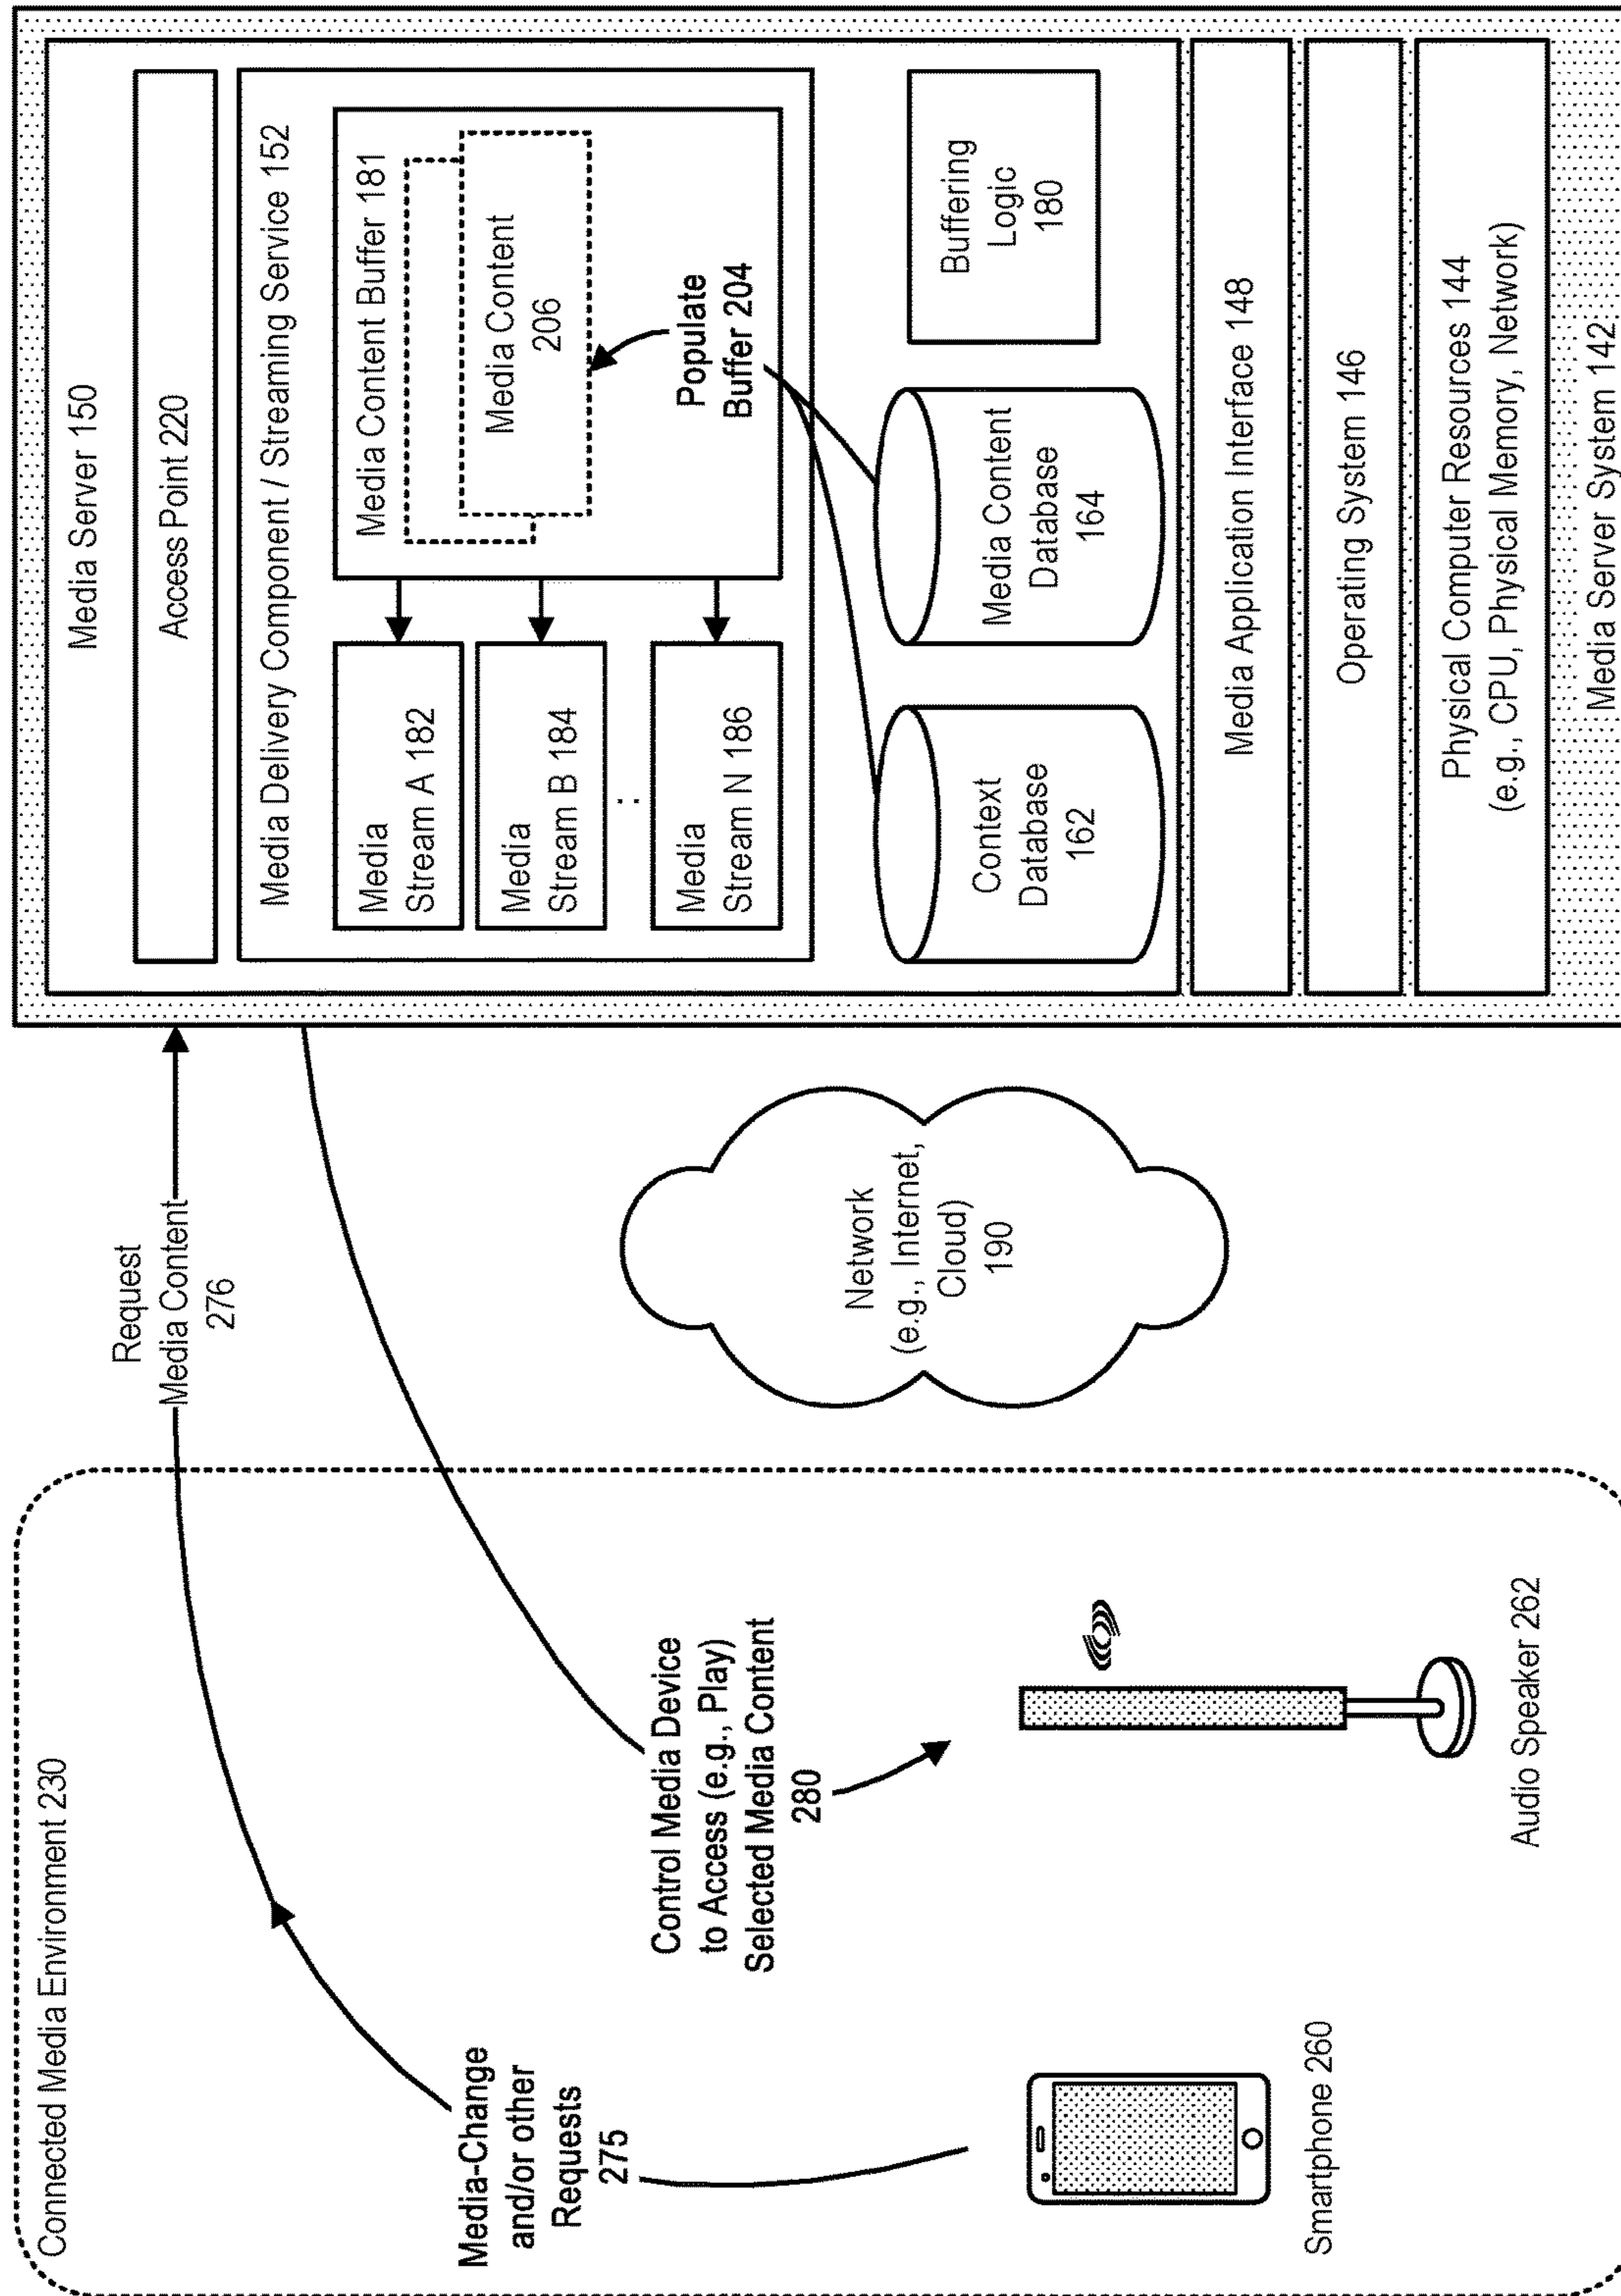 Connected Media Environment 230
Media-Change
and/or other
Requests
275
Smartphone 260
Control Media Device
to Access (e.g., Play)
Selected Media Content
280
Audio Speaker 262
Request
Media Content
276
Network
(e.g., Internet,
Cloud)
190
Media Server 150
Access Point 220
Media Delivery Component / Streaming Service 152
Media
Stream A 182
Media
Stream B 184
:
Media
Stream N 186
Media Content Buffer 181
Media Content
206
Populate
Buffer 204
Context
Database
162
Media Content
Database
164
Buffering
Logic
180
Media Application Interface 148
Operating System 146
Physical Computer Resources 144
(e.g., CPU, Physical Memory, Network)
Media Server System 142